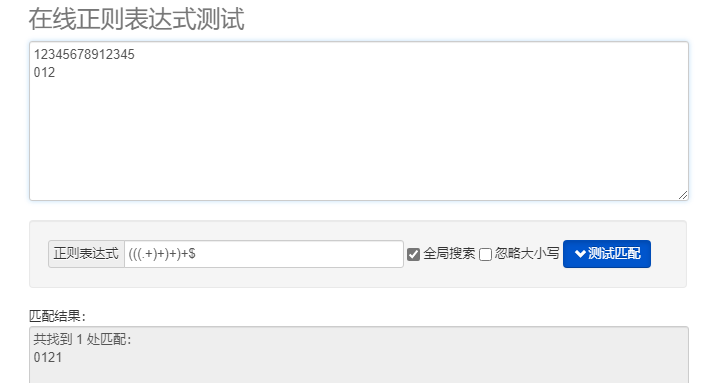 在线正则表达式测试
12345678912345
012
正则表达式 (((.+)+)+)+$ 全局搜索 忽略大小写 测试匹配
匹配结果：
共找到 1 处匹配：
0121